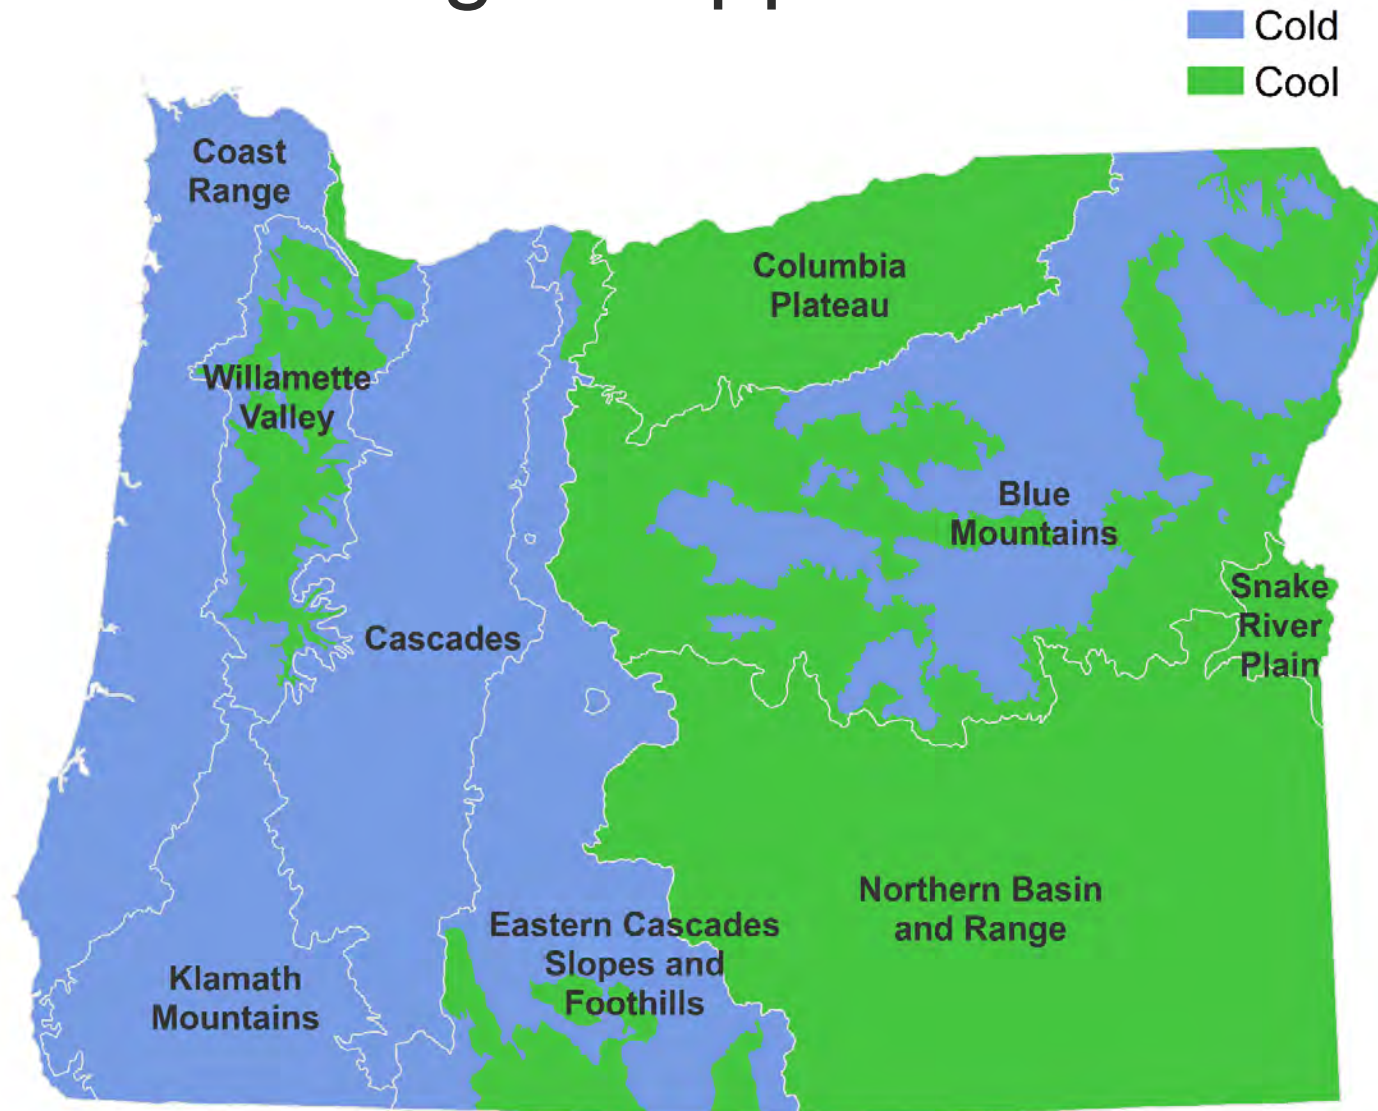 Cold
Cool
Coast
Range
Columbia
Plateau
Willamette
Valley
Blue
Mountains
Snake
River
Plain
Cascades
Northern Basin
and Range
Eastern Cascades
Slopes and
Foothills
Klamath
Mountains